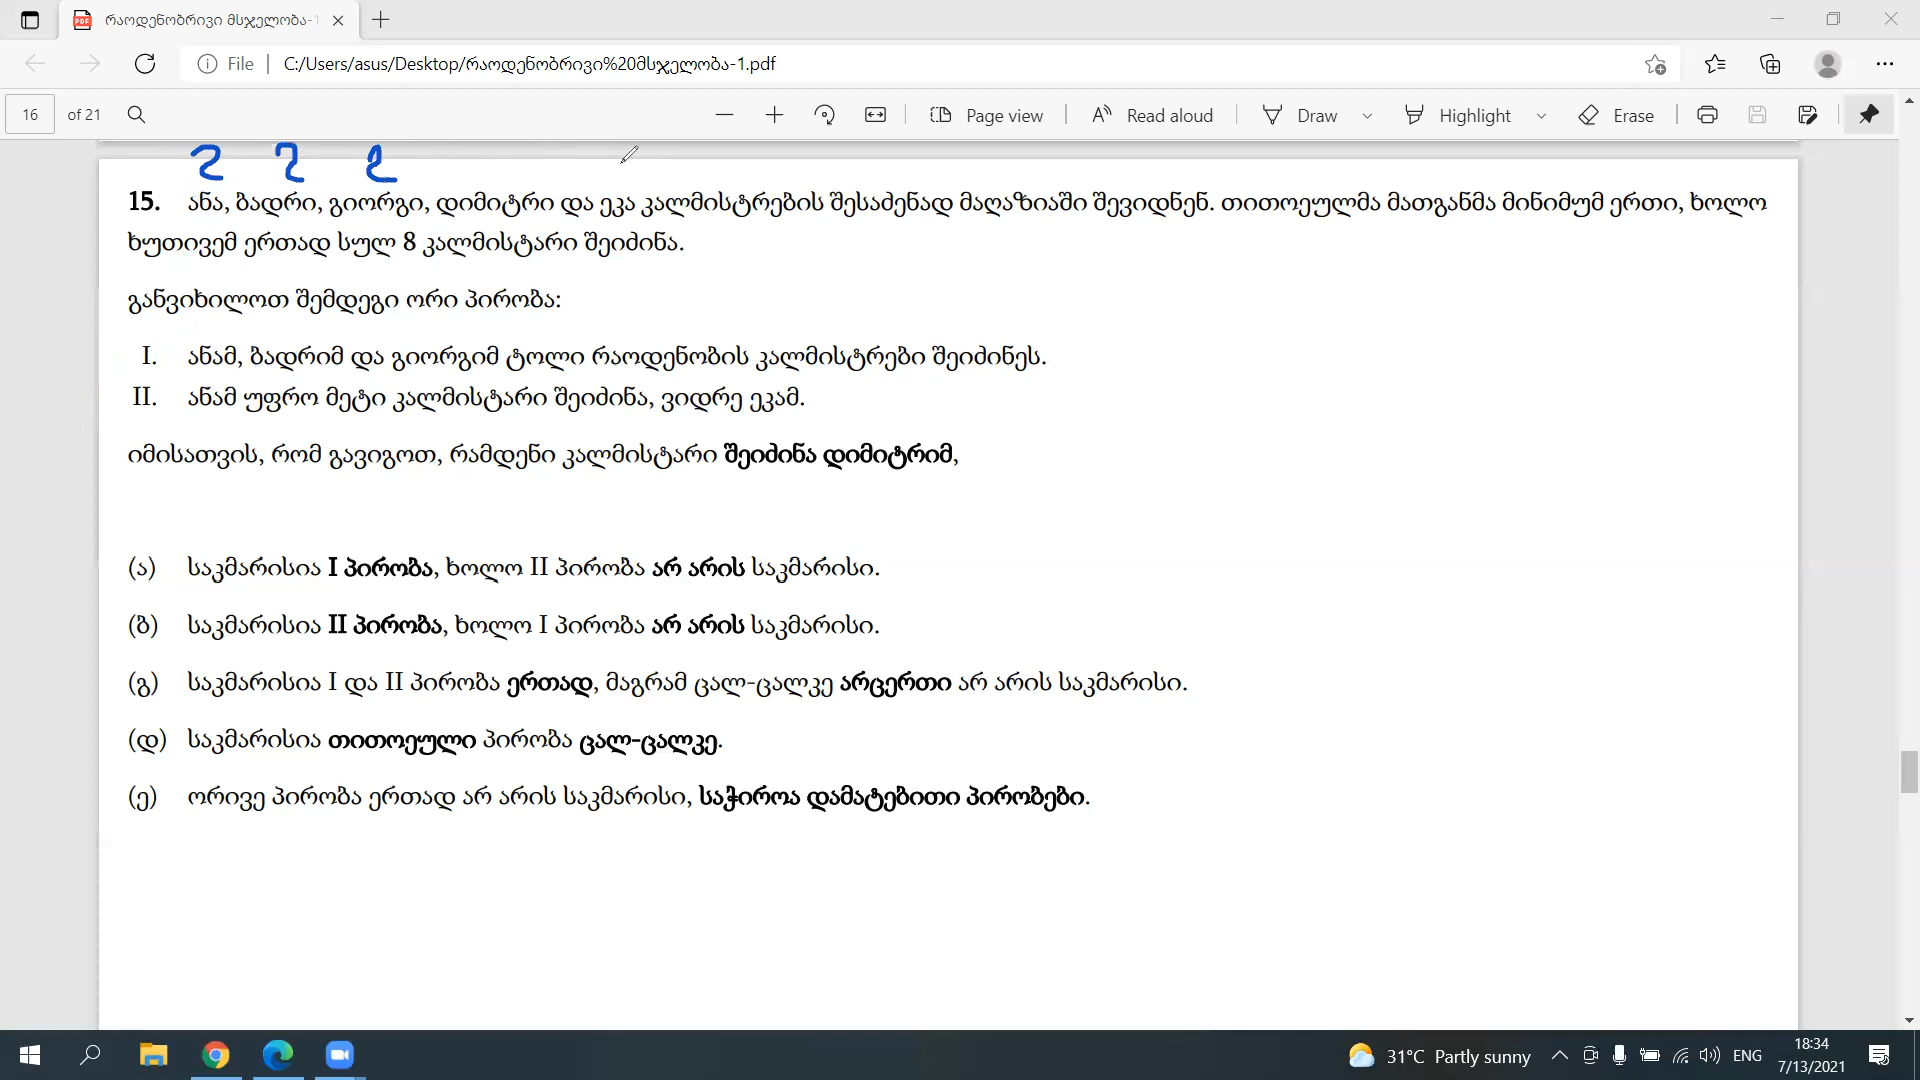 რაოდენობრივი მსჯელობა-1
File C:/Users/asus/Desktop/რაოდენობრივი%20მსჯელობა-1.pdf
16 of 21 Page view Read aloud Draw Highlight Erase
2 2 2
15. ანა, ბადრი, გიორგი, დიმიტრი და ეკა კალმისტრების შესაძენად მაღაზიაში შევიდნენ. თითოეულმა მათგანმა მინიმუმ ერთი, ხოლო
ხუთივემ ერთად სულ 8 კალმისტარი შეიძინა.
განვიხილოთ შემდეგი ორი პირობა:
I. ანამ, ბადრიმ და გიორგიმ ტოლი რაოდენობის კალმისტრები შეიძინეს.
II. ანამ უფრო მეტი კალმისტარი შეიძინა, ვიდრე ეკამ.
იმისათვის, რომ გავიგოთ, რამდენი კალმისტარი შეიძინა დიმიტრიმ,
(ა) საკმარისია I პირობა, ხოლო II პირობა არ არის საკმარისი.
(ბ) საკმარისია II პირობა, ხოლო I პირობა არ არის საკმარისი.
(გ) საკმარისია I და II პირობა ერთად, მაგრამ ცალ-ცალკე არცერთი არ არის საკმარისი.
(დ) საკმარისია თითოეული პირობა ცალ-ცალკე.
(ე) ორივე პირობა ერთად არ არის საკმარისი, საჭიროა დამატებითი პირობები.
31°C Partly sunny ENG 18:34
7/13/2021